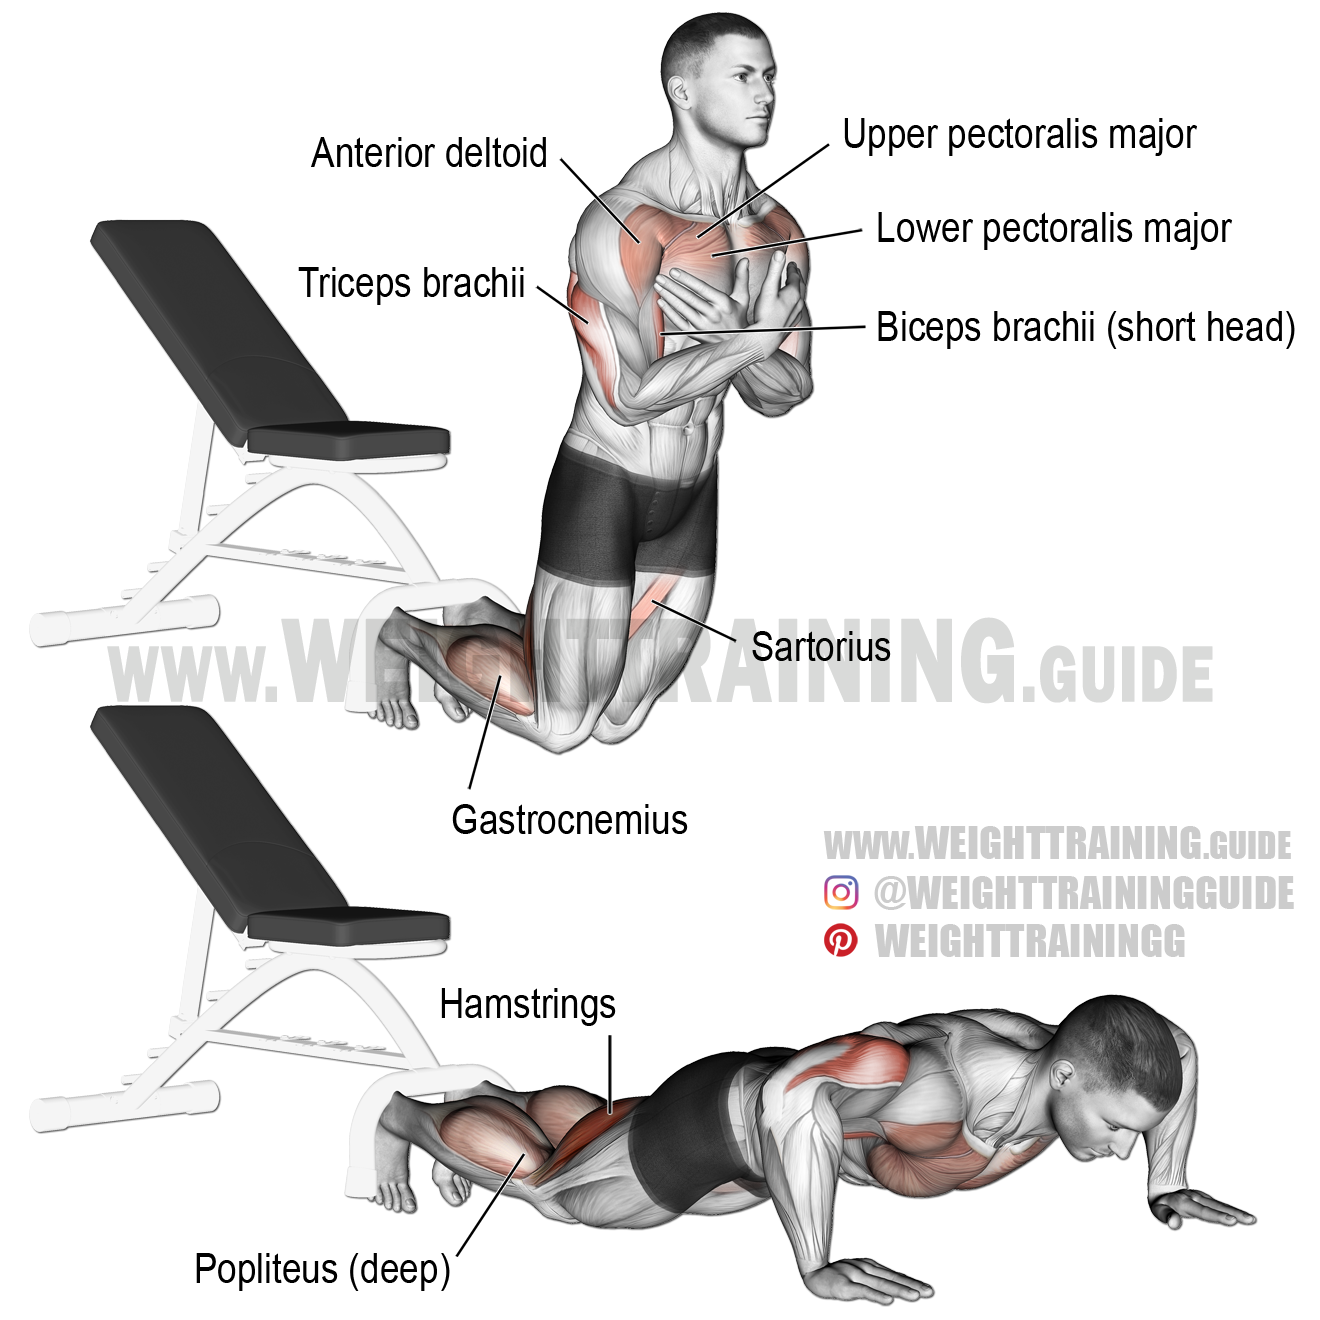 Upper pectoralis major
Anterior deltoid
Lower pectoralis major
Triceps brachii
Biceps brachii (short head)
WWW.WEIGHTTRAINING.GUIDE
Sartorius
Gastrocnemius
WWW.WEIGHTTRAINING.GUIDE
@WEIGHTTRAININGGUIDE
WEIGHTTRAININGG
Hamstrings
Popliteus (deep)